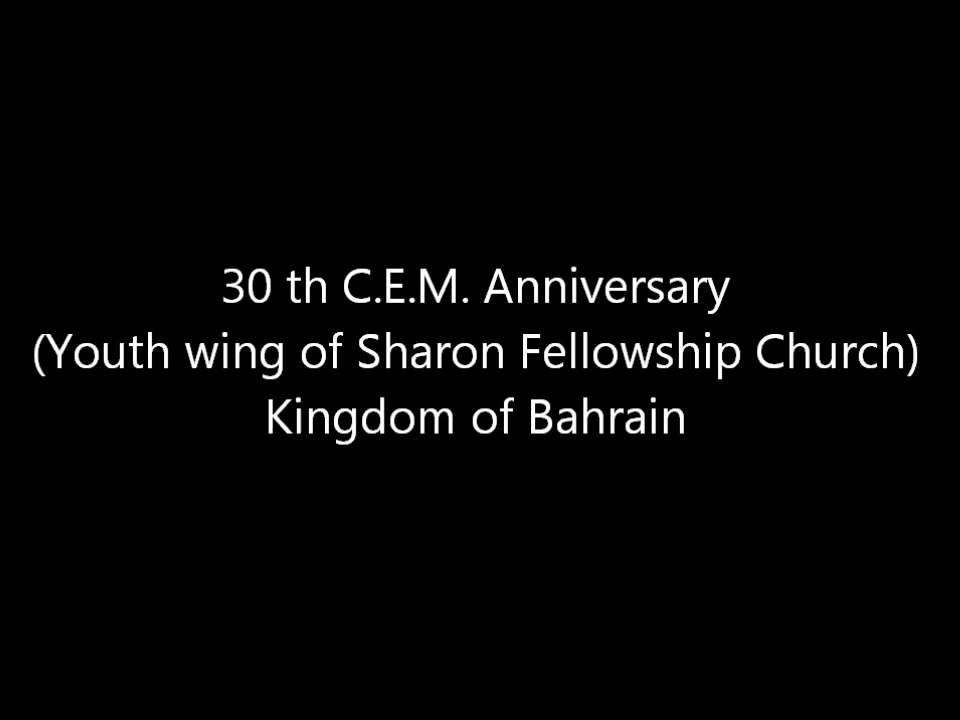 30 th C.E.M. Anniversary
(Youth wing of Sharon Fellowship Church)
Kingdom of Bahrain